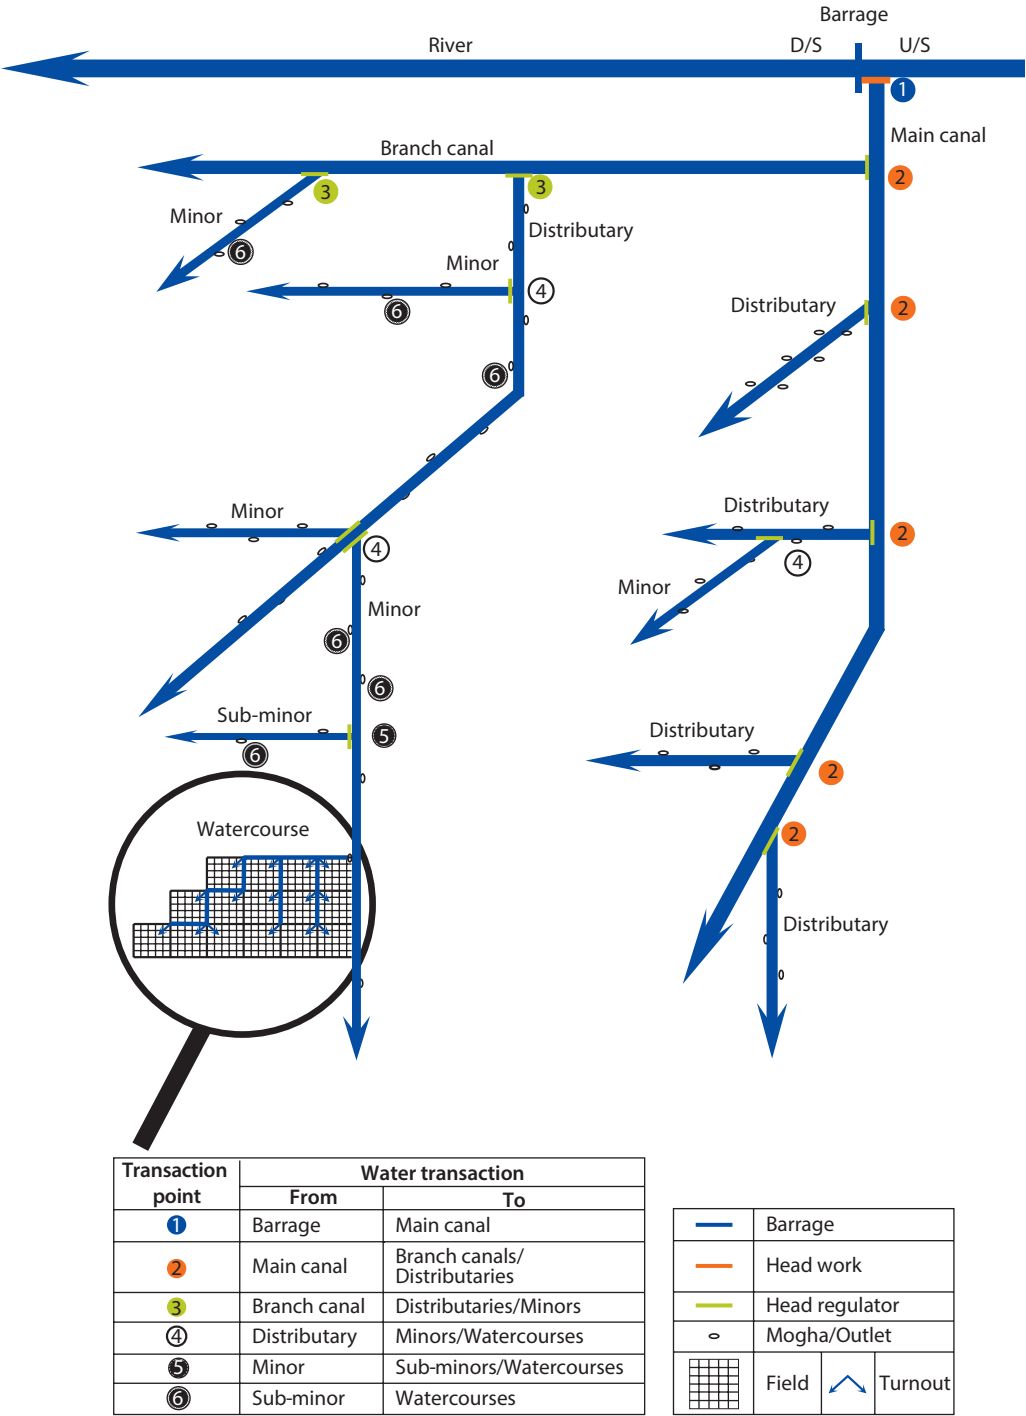 Barrage
River
D/S
U/S
1
Main canal
Branch canal
2
3
3
Minor
Distributary
6
Minor
4
6
Distributary
2
6
Minor
4
Distributary
2
4
Minor
Minor
6
6
Sub-minor
5
6
Distributary
2
2
Watercourse
Distributary
Transaction point
Water transaction
From
To
1
Barrage
Main canal
2
Main canal
Branch canals/
Distributaries
3
Branch canal
Distributaries/Minors
4
Distributary
Minors/Watercourses
5
Minor
Sub-minors/Watercourses
6
Sub-minor
Watercourses
Barrage
Head work
Head regulator
Mogha/Outlet
Field
Turnout